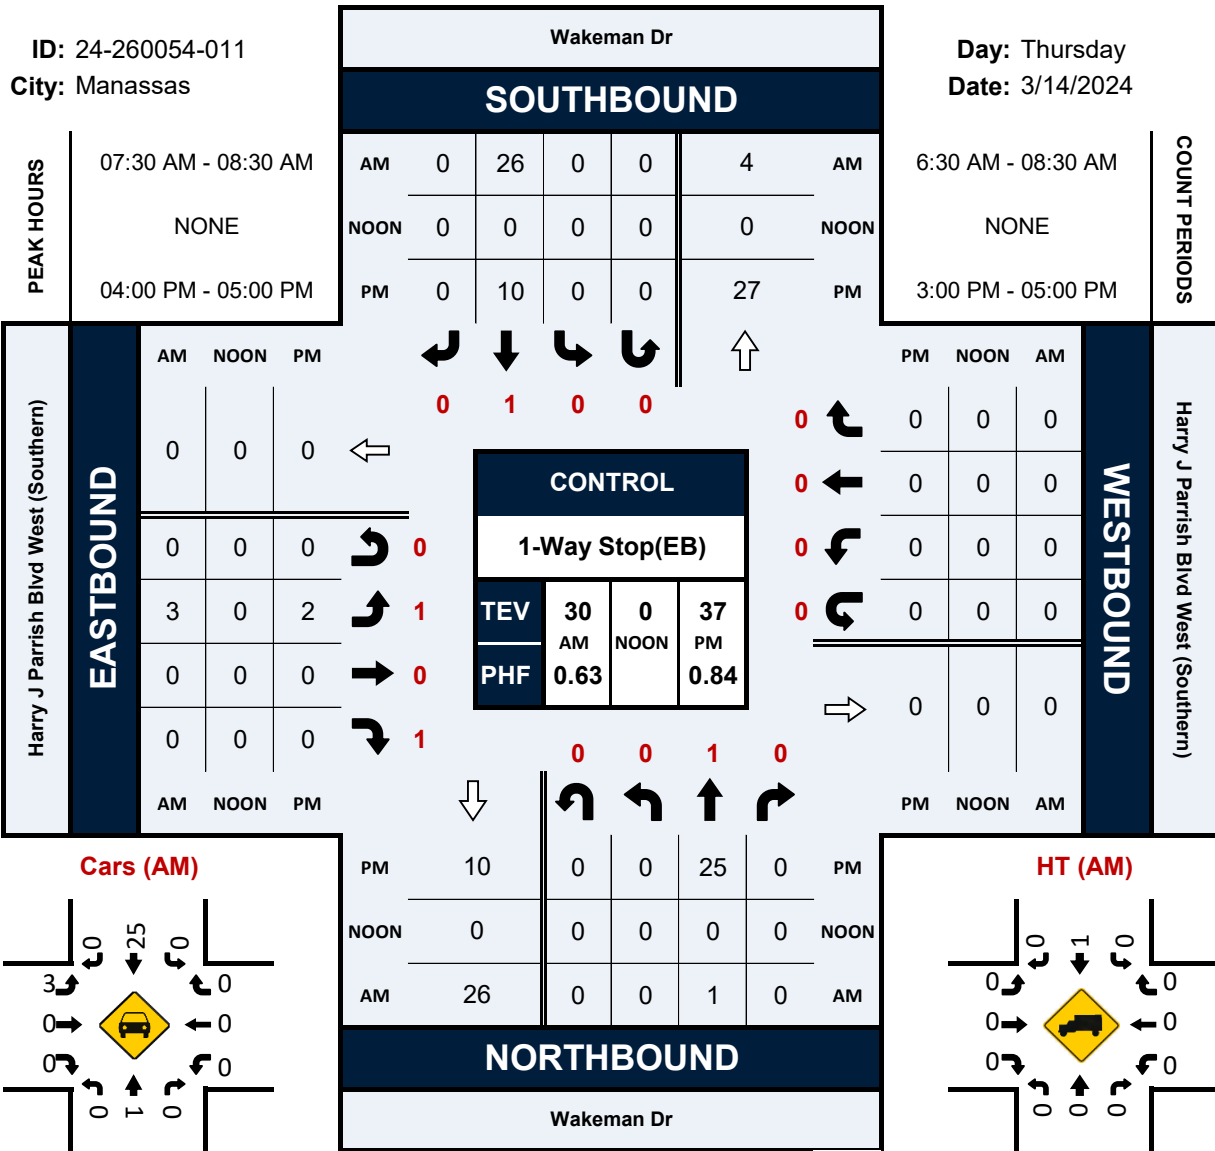 Wakeman Dr
ID: 24-260054-011
Day: Thursday
City: Manassas
Date: 3/14/2024
SOUTHBOUND
PEAK HOURS
07:30 AM - 08:30 AM
AM 0 26 0 0 4 AM
6:30 AM - 08:30 AM
COUNT PERIODS
NONE
NOON 0 0 0 0 0 NOON
NONE
04:00 PM - 05:00 PM
PM 0 10 0 0 27 PM
3:00 PM - 05:00 PM
Harry J Parrish Blvd West (Southern)
EASTBOUND
AM NOON PM
PM NOON AM
WESTBOUND
Harry J Parrish Blvd West (Southern)
0 1 0 0
0 0 0 0
0 0 0
0 0 0 0
0 0 0 0
0 0 0 0
3 0 2 1
0 0 0 0
0 0 0 0
0 0 0 1
0 0 0
CONTROL
1-Way Stop(EB)
TEV 30 0 37
AM NOON PM
PHF 0.63 0.84
0 0 1 0
AM NOON PM
PM NOON AM
PM 10 0 0 25 0 PM
NOON 0 0 0 0 0 NOON
AM 26 0 0 1 0 AM
NORTHBOUND
Wakeman Dr
Cars (AM)
0 25 0
3 0
0 0
0 0
0 1 0
HT (AM)
0 1 0
0 0
0 0
0 0
0 0 0